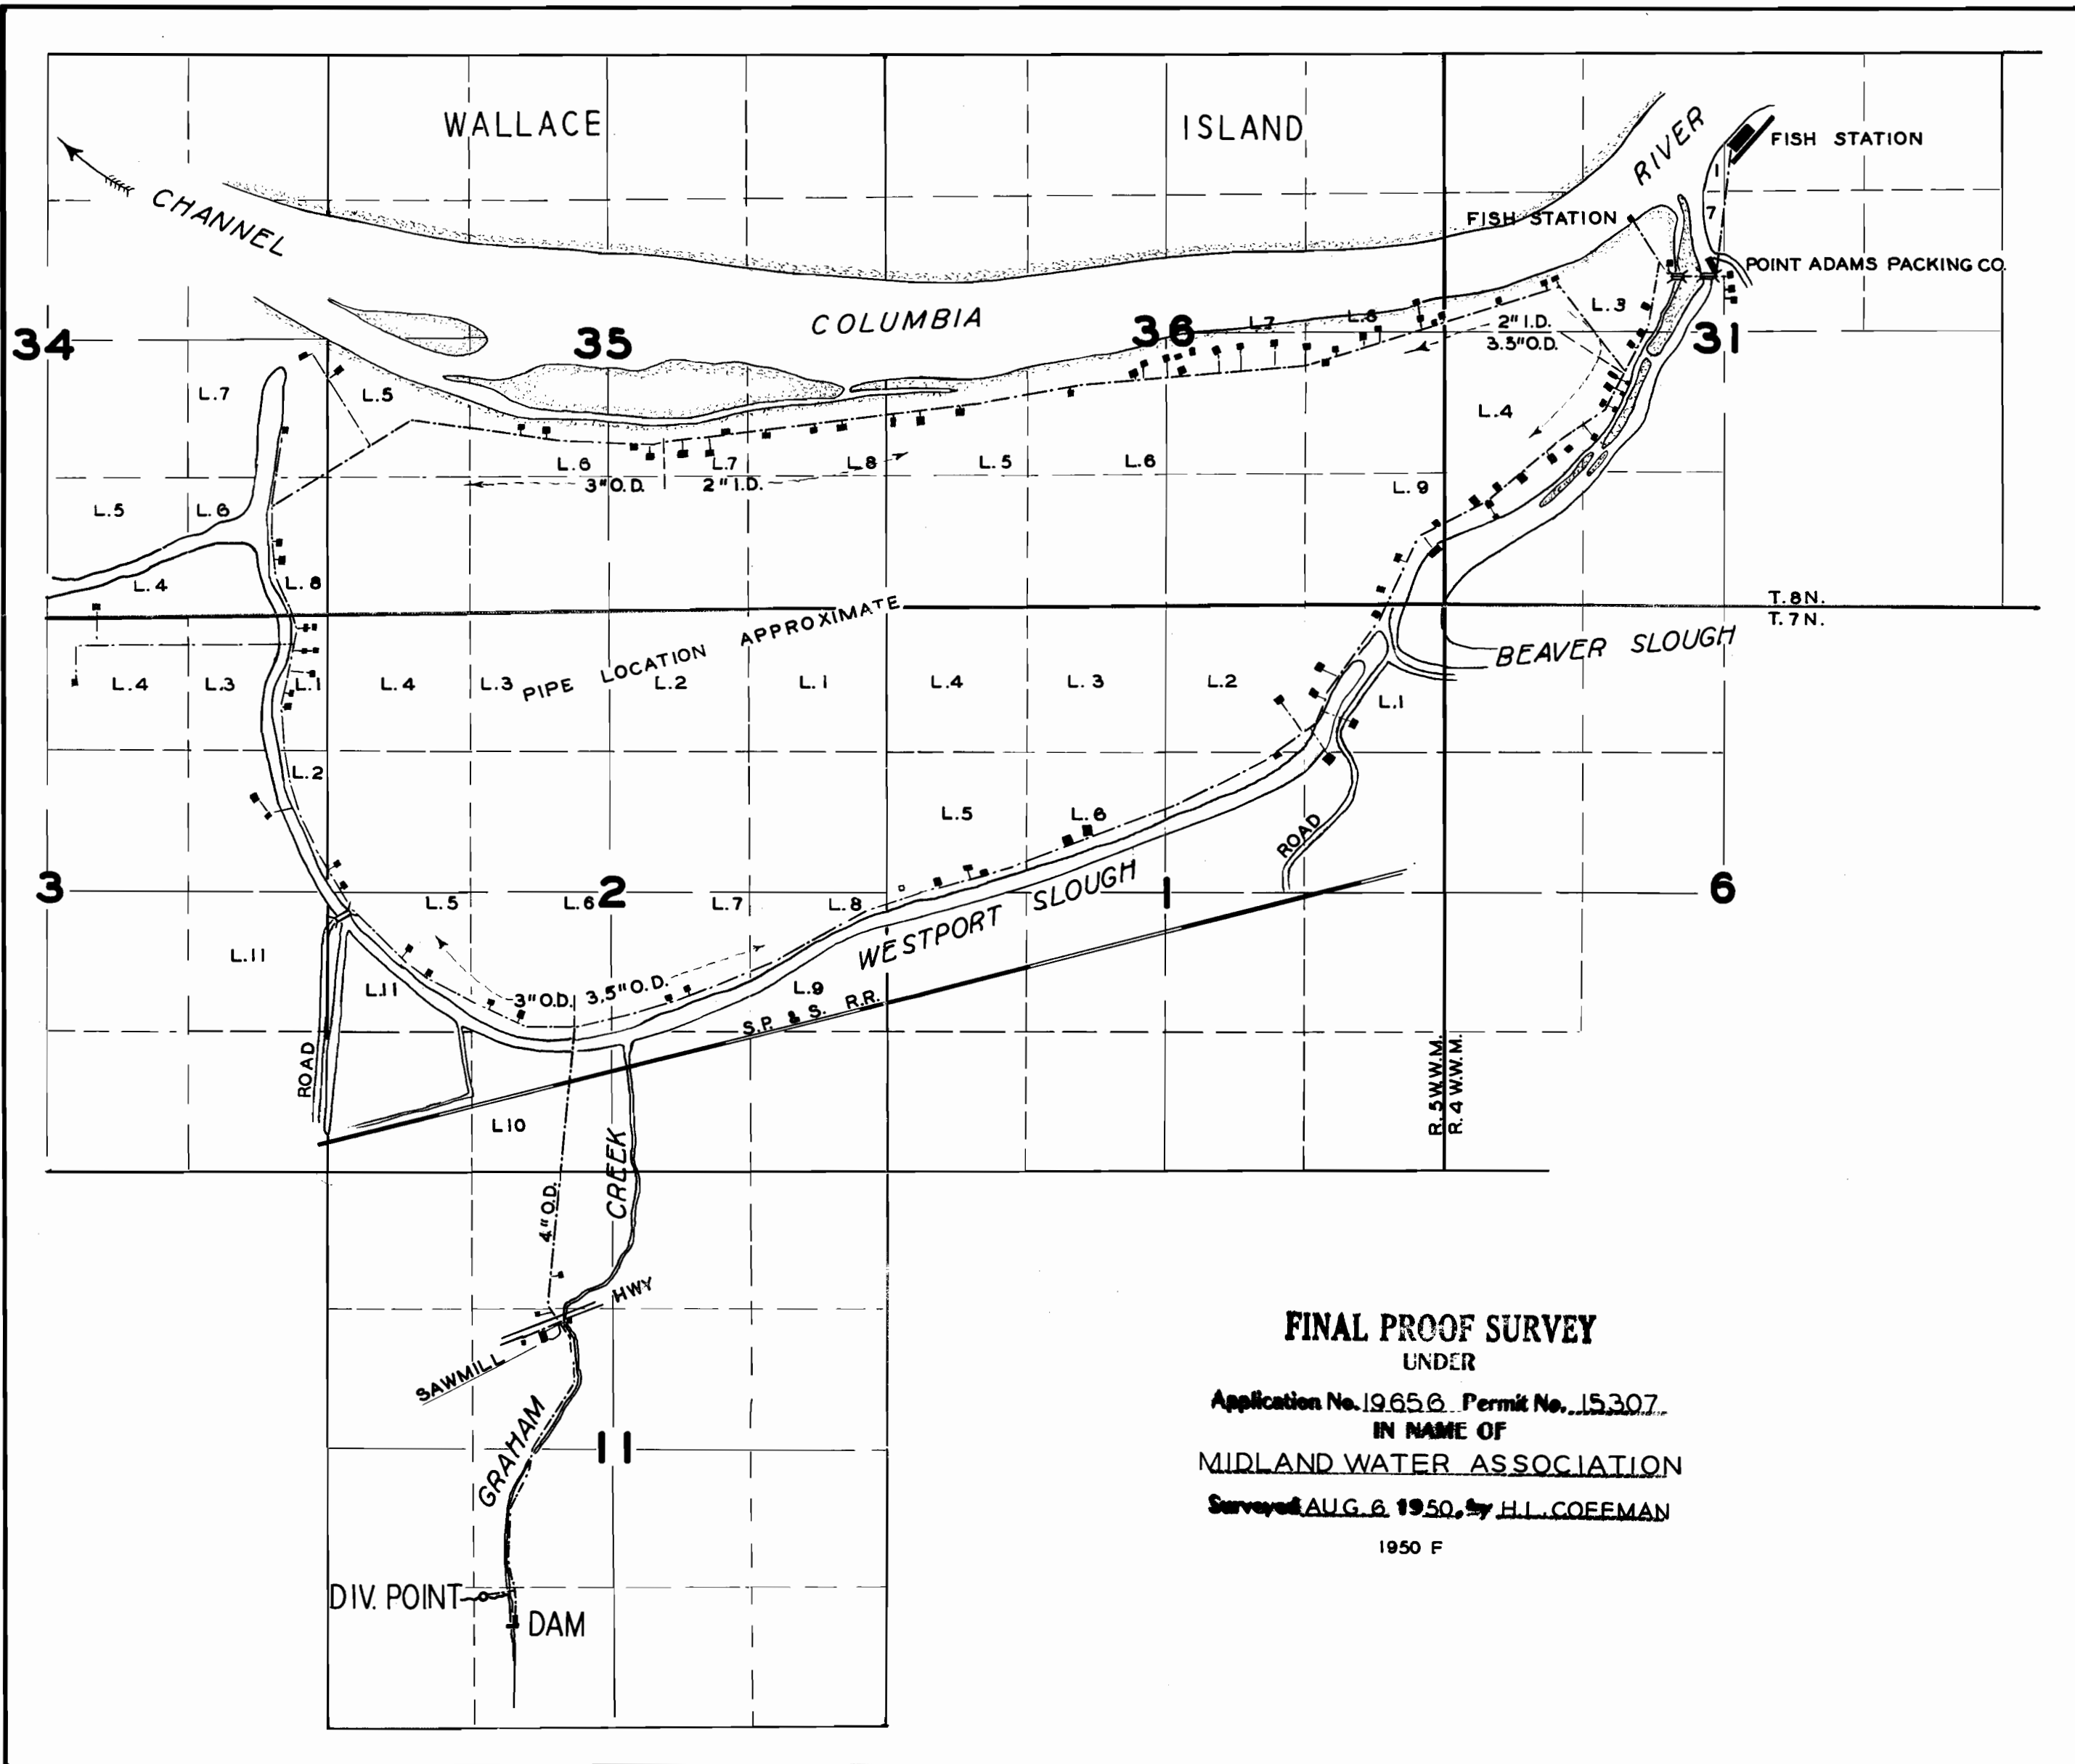 WALLACE ISLAND
RIVER
FISH STATION
CHANNEL
FISH STATION
1
7
POINT ADAMS PACKING CO.
COLUMBIA
34
35
36
L.7
L.8
L.3
2" I.D.
3.5" O.D.
31
L.7
L.5
L.4
L.6
L.7
L.8
L.5
L.6
3" O.D.
2" I.D.
L.9
L.5
L.6
L.4
L.8
T. 8 N.
T. 7 N.
PIPE LOCATION APPROXIMATE
BEAVER SLOUGH
L.4
L.3
L.1
L.4
L.3
L.2
L.1
L.4
L.3
L.2
L.1
L.2
L.5
L.6
ROAD
3
L.5
L.6
2
L.7
L.8
WESTPORT SLOUGH
1
6
L.11
L.11
3" O.D.
3,5" O.D.
L.9
S.P. & S. R.R.
ROAD
R. 5 W.W.M.
R. 4 W.W.M.
L10
CREEK
4" O.D.
HWY
SAWMILL
GRAHAM
11
DIV. POINT
DAM
FINAL PROOF SURVEY
UNDER
Application No. 19656 Permit No. 15307
IN NAME OF
MIDLAND WATER ASSOCIATION
Surveyed AUG. 6 1950, by H.L. COFFMAN
1950 F